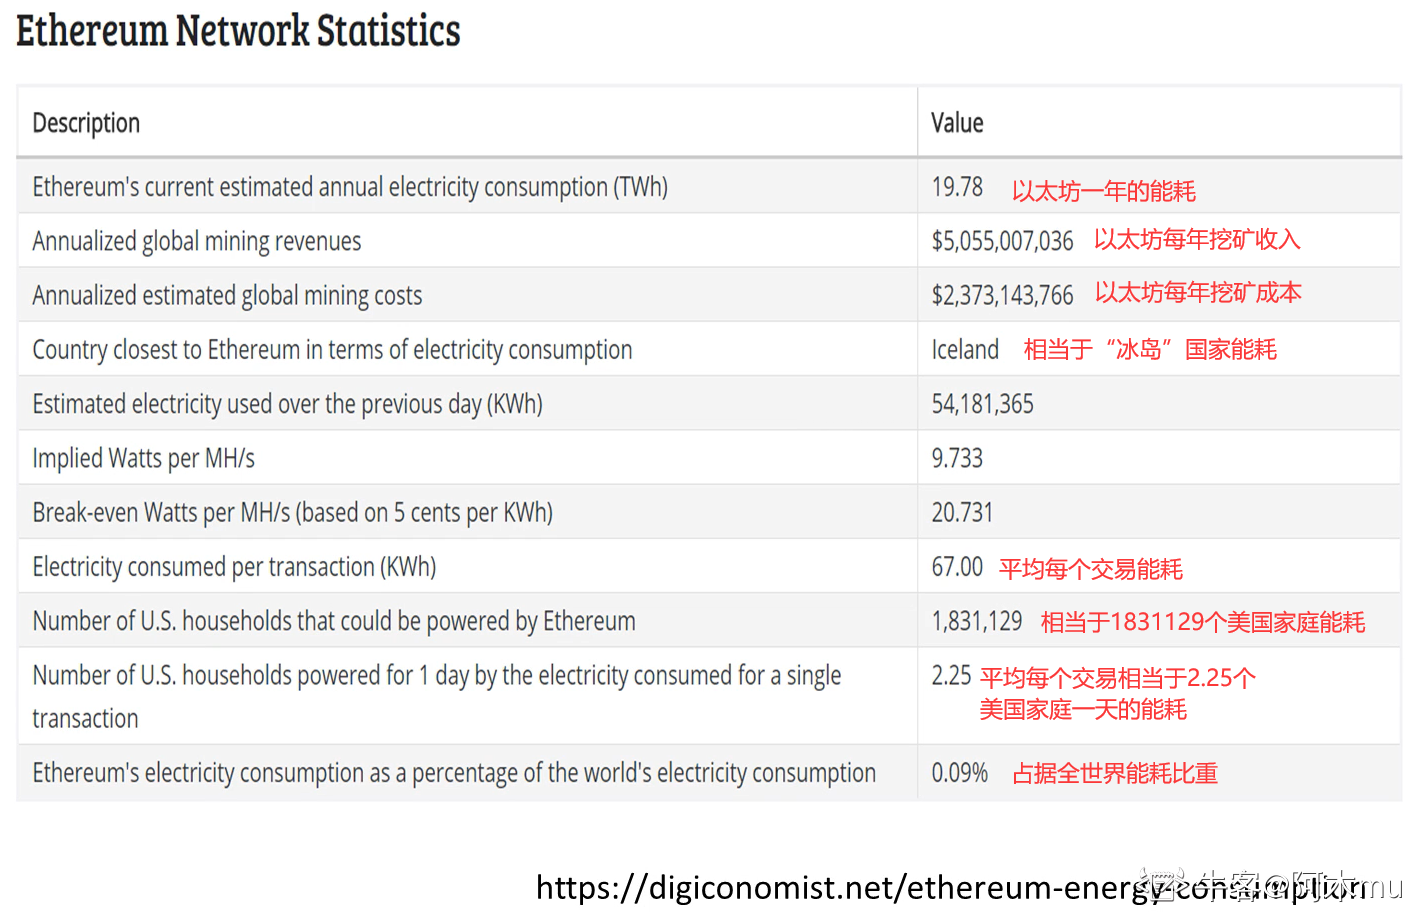 Ethereum Network Statistics
Description Value
Ethereum's current estimated annual electricity consumption (TWh) 19.78 以太坊一年的能耗
Annualized global mining revenues $5,055,007,036 以太坊每年挖矿收入
Annualized estimated global mining costs $2,373,143,766 以太坊每年挖矿成本
Country closest to Ethereum in terms of electricity consumption Iceland 相当于“冰岛”国家能耗
Estimated electricity used over the previous day (KWh) 54,181,365
Implied Watts per MH/s 9.733
Break-even Watts per MH/s (based on 5 cents per KWh) 20.731
Electricity consumed per transaction (KWh) 67.00 平均每个交易能耗
Number of U.S. households that could be powered by Ethereum 1,831,129 相当于1831129个美国家庭能耗
Number of U.S. households powered for 1 day by the electricity consumed for a single 2.25 平均每个交易相当于2.25个
transaction 美国家庭一天的能耗
Ethereum's electricity consumption as a percentage of the world's electricity consumption 0.09% 占据全世界能耗比重
https://digiconomist.net/ethereum-energy-consumption
牛客@阿木mu